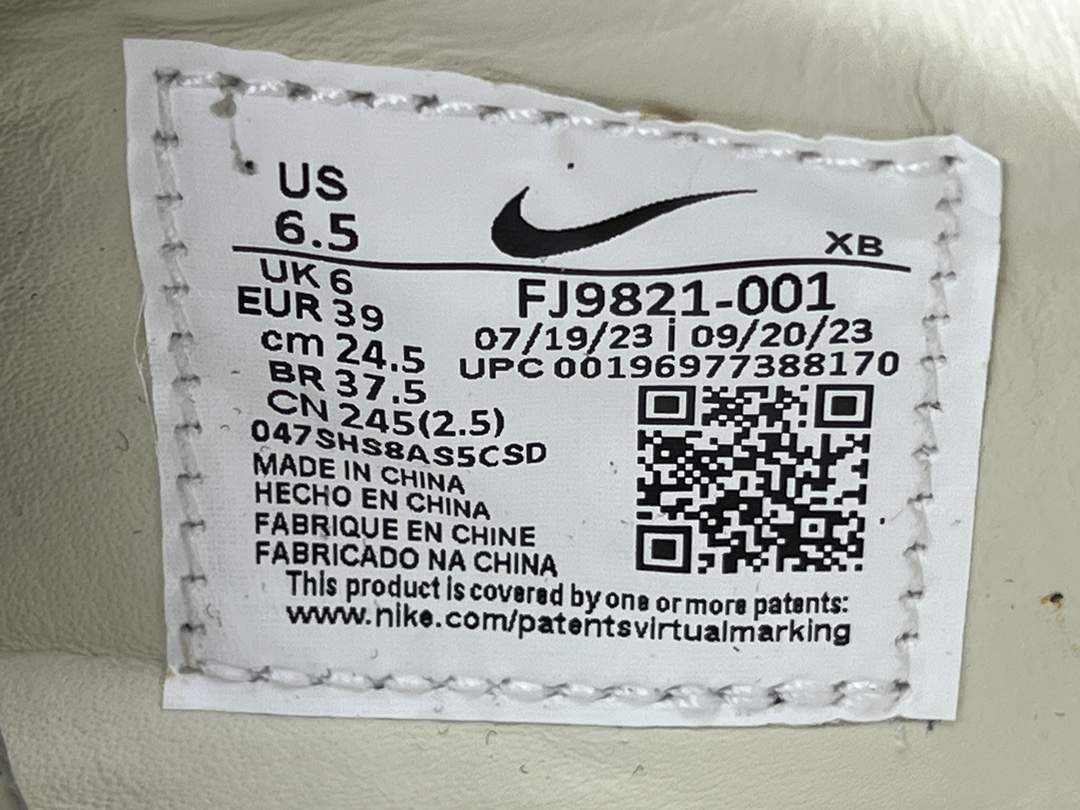 US
6.5
XB
UK 6
EUR 39
cm 24.5
BR 37.5
CN 245(2.5)
047SHS8AS5CSD
FJ9821-001
07/19/23 | 09/20/23
UPC 00196977388170
MADE IN CHINA
HECHO EN CHINA
FABRIQUE EN CHINE
FABRICADO NA CHINA
This product is covered by one or more patents:
www.nike.com/patentsvirtualmarking